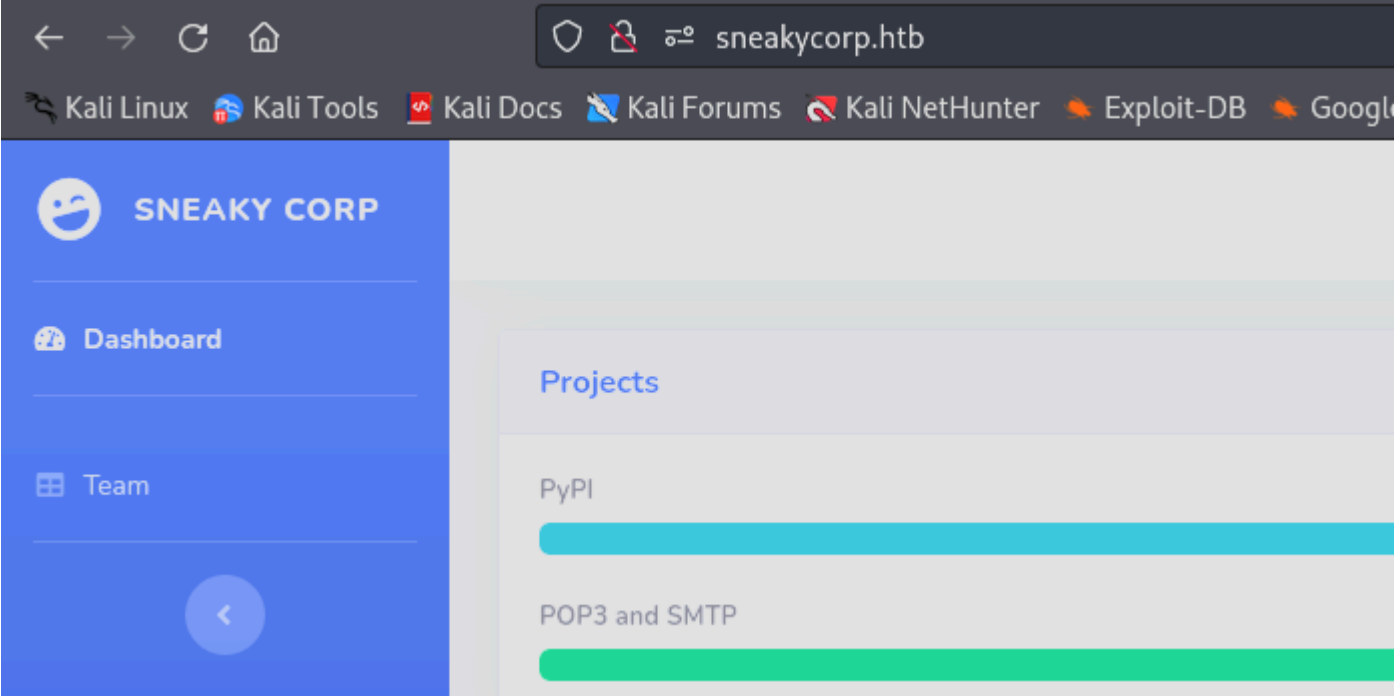 sneakycorp.htb
Kali Linux Kali Tools Kali Docs Kali Forums Kali NetHunter Exploit-DB Google
SNEAKY CORP
Dashboard
Team
Projects
PyPI
POP3 and SMTP